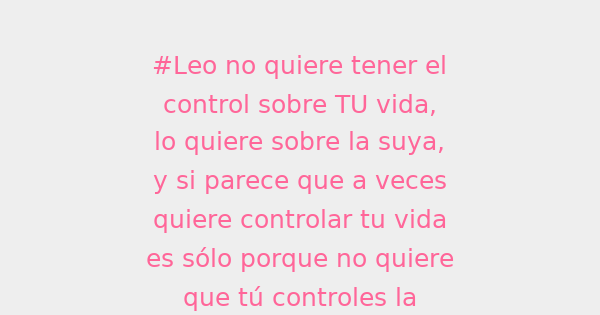 #Leo no quiere tener el
control sobre TU vida,
lo quiere sobre la suya,
y si parece que a veces
quiere controlar tu vida
es sólo porque no quiere
que tú controles la